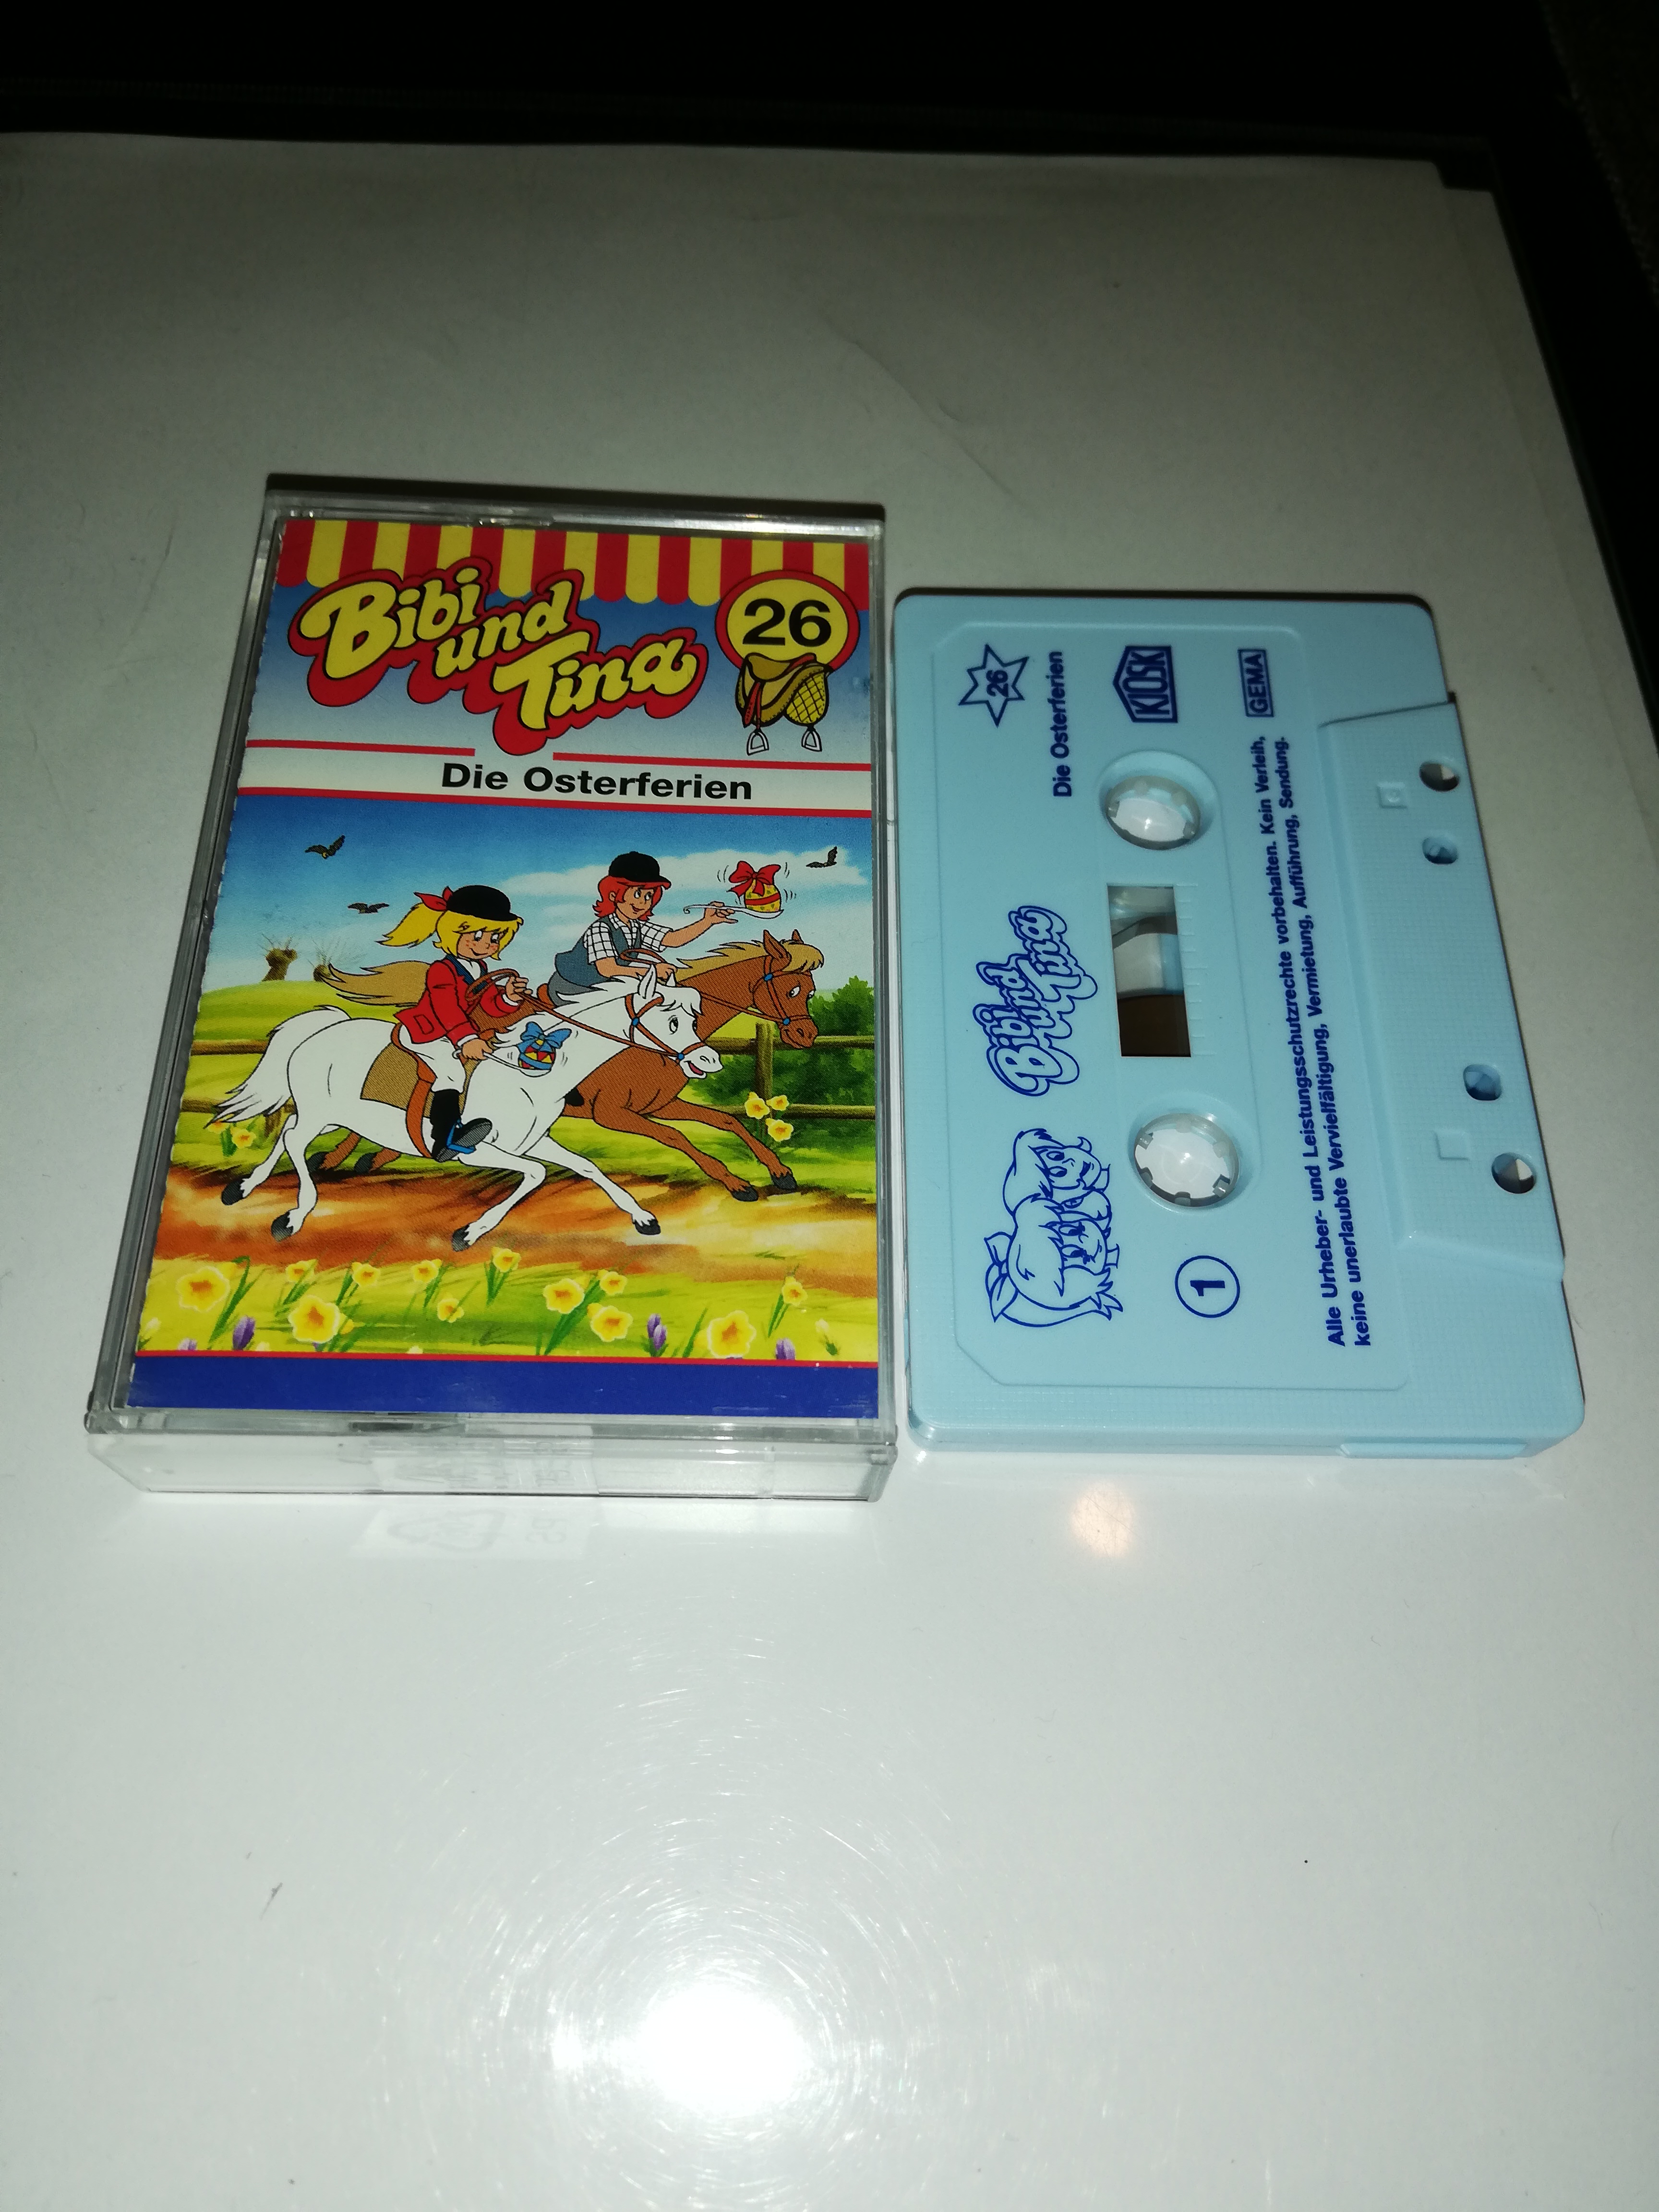 Bibi
und
Tina
26
Die Osterferien
26
Die Osterferien
KIOSK
GEMA
Bibi und
Tina
1
Alle Urheber- und Leistungsschutzrechte vorbehalten. Kein Verleih,
keine unerlaubte Vervielfältigung, Vermietung, Aufführung, Sendung.